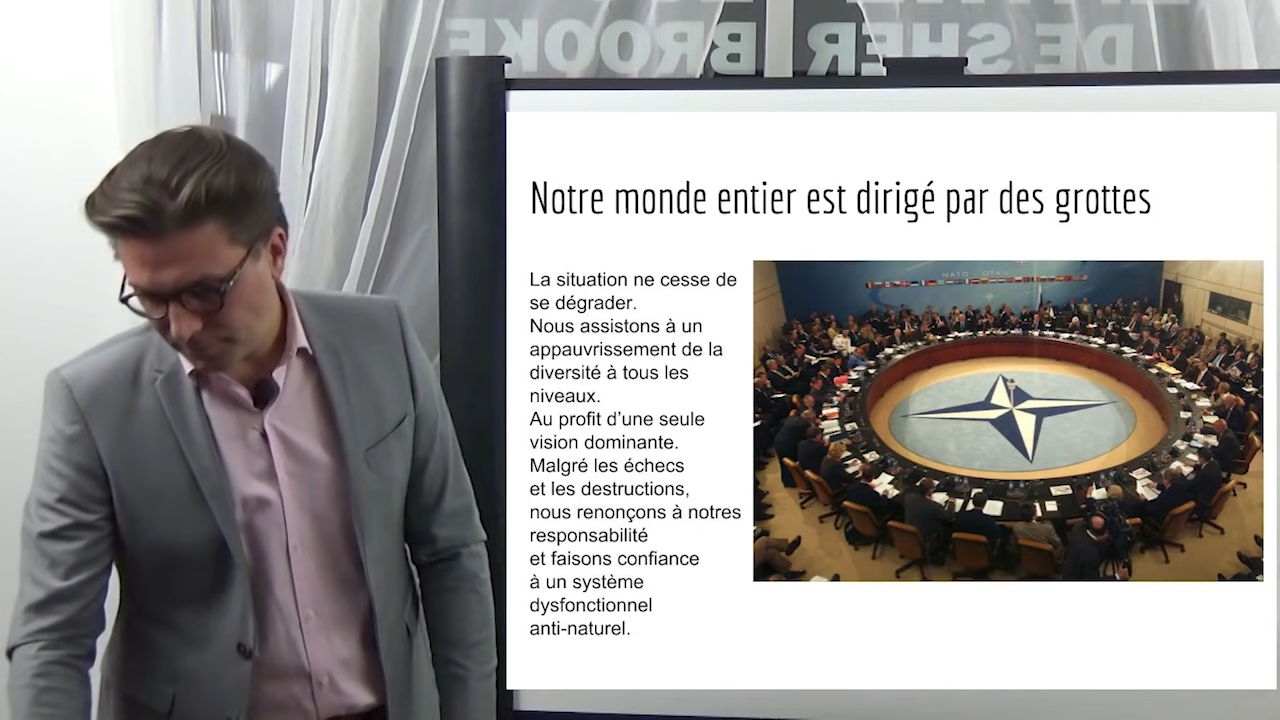 DE SHERBROOKE
Notre monde entier est dirigé par des grottes
La situation ne cesse de
se dégrader.
Nous assistons à un
appauvrissement de la
diversité à tous les
niveaux.
Au profit d'une seule
vision dominante.
Malgré les échecs
et les destructions,
nous renonçons à notres
responsabilité
et faisons confiance
à un système
dysfonctionnel
anti-naturel.
NATO - OTAN